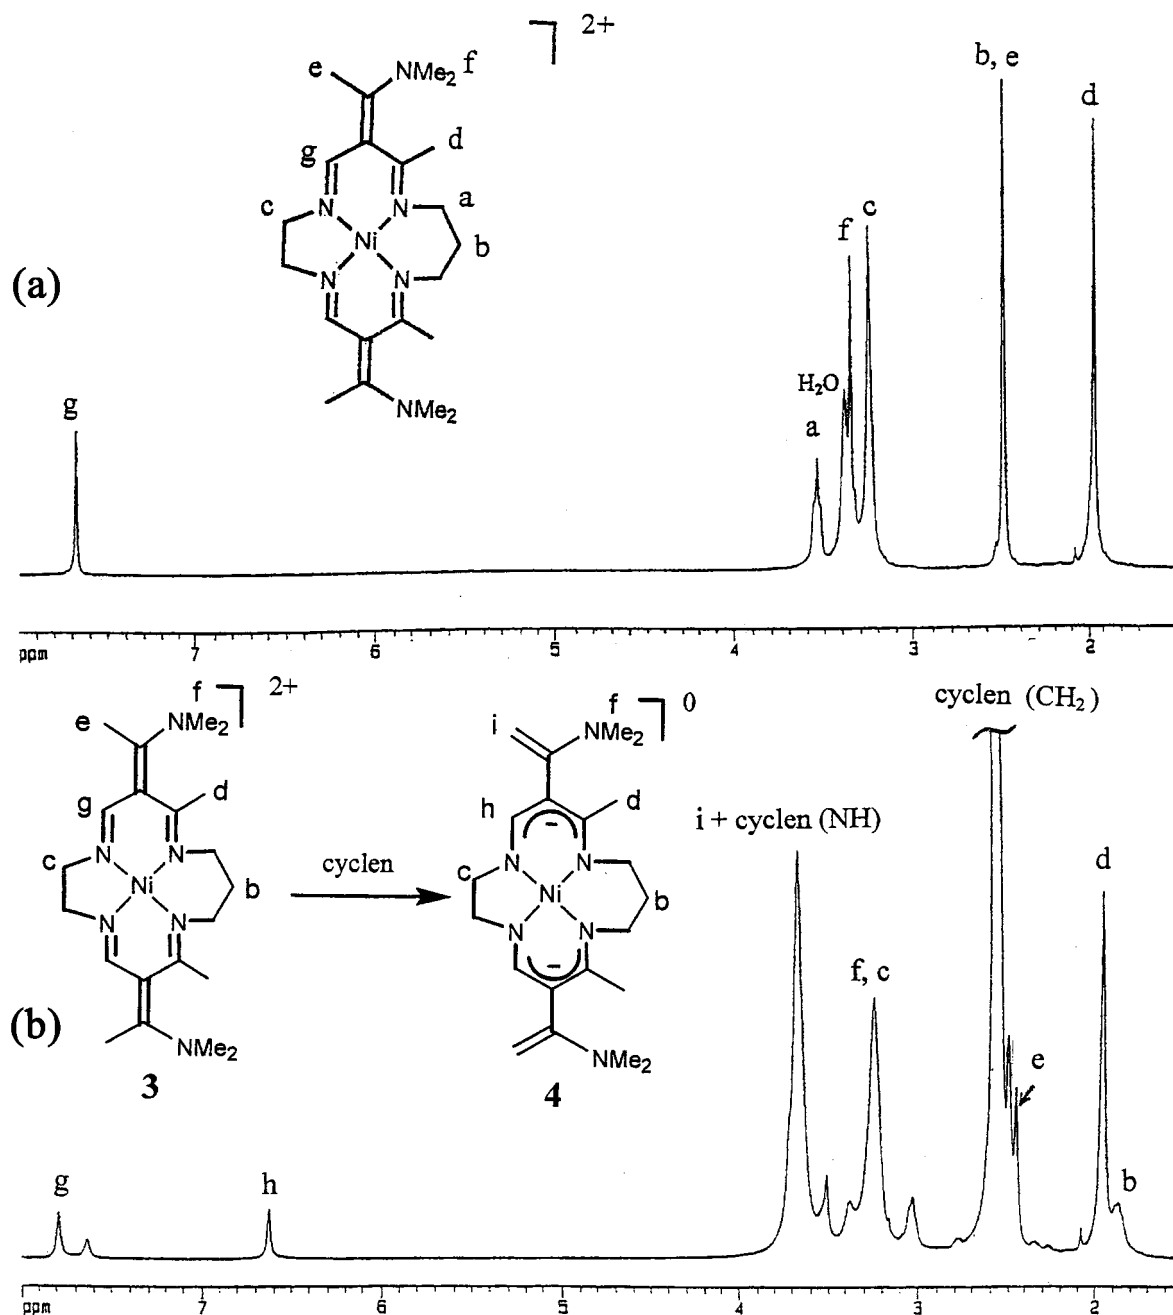 2+
e
NMe₂ f
b, e
d
g
d
c
N
N
a
f
c
Ni
b
(a)
N
N
H₂O
g
NMe₂
a
ppm
7
6
5
4
3
2
f
2+
f
0
cyclen (CH₂)
e
NMe₂
i
NMe₂
g
d
h
d
i + cyclen (NH)
–
c
N
N
cyclen
c
N
N
d
Ni
b
Ni
b
N
N
N
N
f, c
–
e
(b)
NMe₂
NMe₂
3
4
b
g
h
ppm
7
6
5
4
3
2